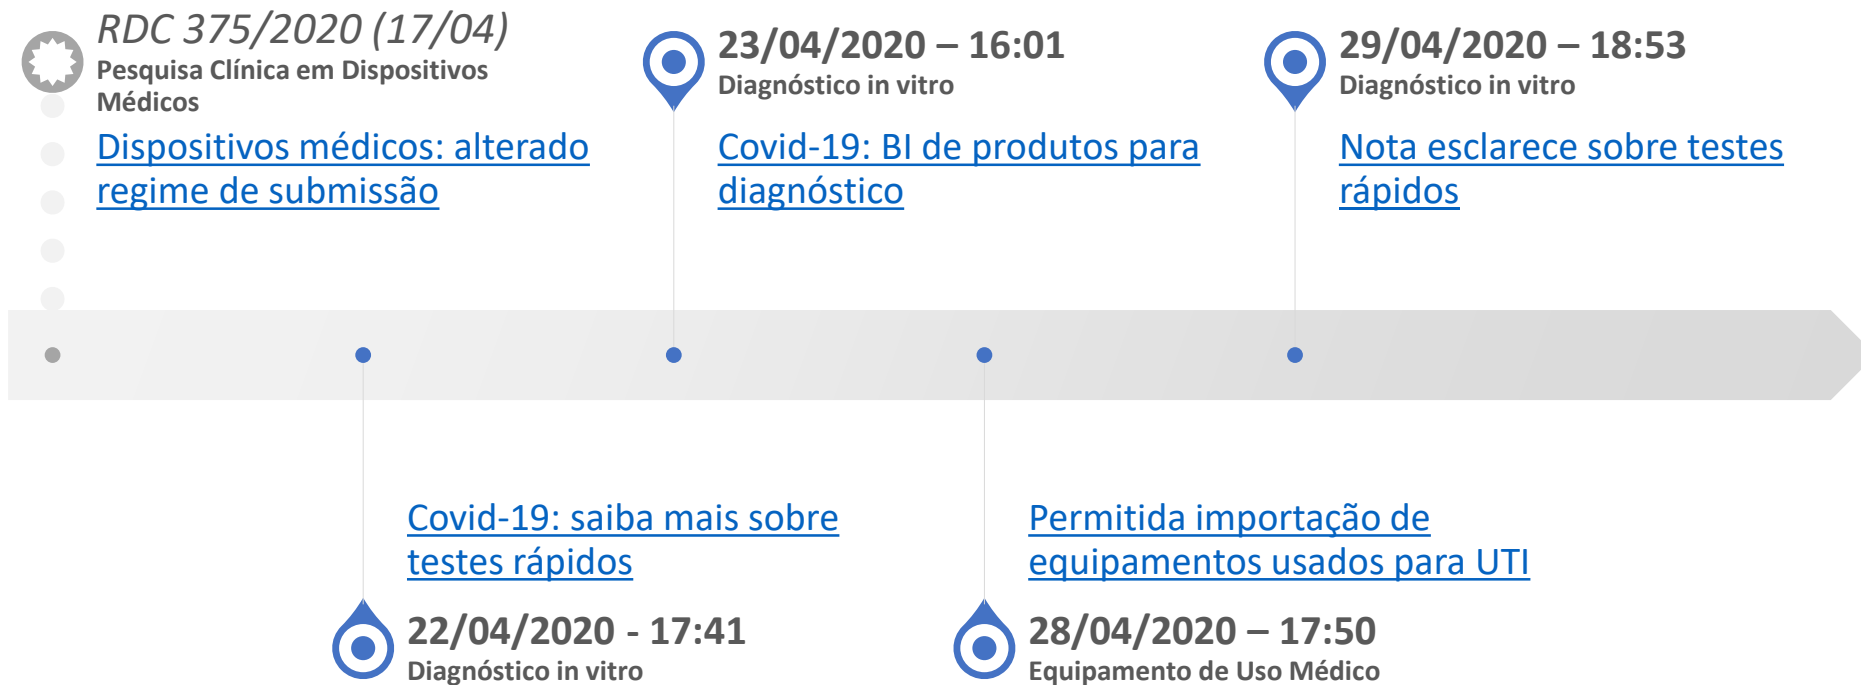 RDC 375/2020 (17/04)
Pesquisa Clínica em Dispositivos
Médicos
Dispositivos médicos: alterado
regime de submissão
23/04/2020 – 16:01
Diagnóstico in vitro
Covid-19: BI de produtos para
diagnóstico
29/04/2020 – 18:53
Diagnóstico in vitro
Nota esclarece sobre testes
rápidos
Covid-19: saiba mais sobre
testes rápidos
22/04/2020 - 17:41
Diagnóstico in vitro
Permitida importação de
equipamentos usados para UTI
28/04/2020 – 17:50
Equipamento de Uso Médico